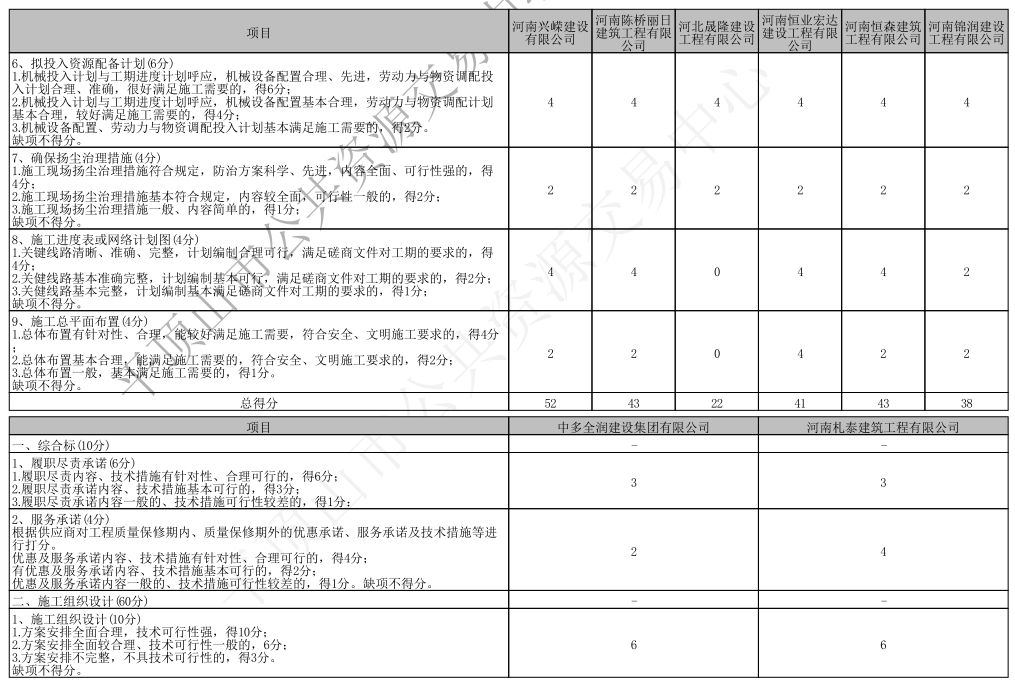 项目
河南兴嵘建设有限公司
河南陈桥丽日建筑工程有限公司
河北晟隆建设工程有限公司
河南恒业宏达建设工程有限公司
河南恒森建筑工程有限公司
河南锦润建设工程有限公司
6、拟投入资源配备计划(6分)
1.机械投入计划与工期进度计划呼应，机械设备配置合理、先进，劳动力与物资调配投
入计划合理、准确，很好满足施工需要的，得6分；
2.机械投入计划与工期进度计划呼应，机械设备配置基本合理，劳动力与物资调配计划
基本合理，较好满足施工需要的，得4分；
3.机械设备配置、劳动力与物资调配投入计划基本满足施工需要的，得2分。
缺项不得分。
4 4 4 4 4 4
7、确保扬尘治理措施(4分)
1.施工现场扬尘治理措施符合规定，防治方案科学、先进，内容全面、可行性强的，得
4分；
2.施工现场扬尘治理措施基本符合规定，内容较全面，可行性一般的，得2分；
3.施工现场扬尘治理措施一般、内容简单的，得1分；
缺项不得分。
2 2 2 2 2 2
8、施工进度表或网络计划图(4分)
1.关键线路清晰、准确、完整，计划编制合理可行，满足磋商文件对工期的要求的，得
4分；
2.关键线路基本准确完整，计划编制基本可行，满足磋商文件对工期的要求的，得2分；
3.关健线路基本完整，计划编制基本满足磋商文件对工期的要求的，得1分；
缺项不得分。
4 4 0 4 4 2
9、施工总平面布置(4分)
1.总体布置有针对性、合理，能较好满足施工需要，符合安全、文明施工要求的，得4分
；
2.总体布置基本合理，能满足施工需要的，符合安全、文明施工要求的，得2分；
3.总体布置一般，基本满足施工需要的，得1分。
缺项不得分。
2 2 0 4 2 2
总得分 52 43 22 41 43 38
项目 中多全润建设集团有限公司 河南札泰建筑工程有限公司
一、综合标(10分) － －
1、履职尽责承诺(6分)
1.履职尽责内容、技术措施有针对性、合理可行的，得6分；
2.履职尽责承诺内容、技术措施基本可行的，得3分；
3.履职尽责承诺内容一般的、技术措施可行性较差的，得1分；
3 3
2、服务承诺(4分)
根据供应商对工程质量保修期内、质量保修期外的优惠承诺、服务承诺及技术措施等进
行打分。
优惠及服务承诺内容、技术措施有针对性、合理可行的，得4分；
有优惠及服务承诺内容、技术措施基本可行的，得2分；
优惠及服务承诺内容一般的、技术措施可行性较差的，得1分。缺项不得分。
2 4
二、施工组织设计(60分) － －
1、施工组织设计(10分)
1.方案安排全面合理，技术可行性强，得10分；
2.方案安排全面较合理、技术可行性一般的，6分；
3.方案安排不完整，不具技术可行性的，得3分。
缺项不得分。
6 6
平顶山市公共资源交易中心
平顶山市公共资源交易中心